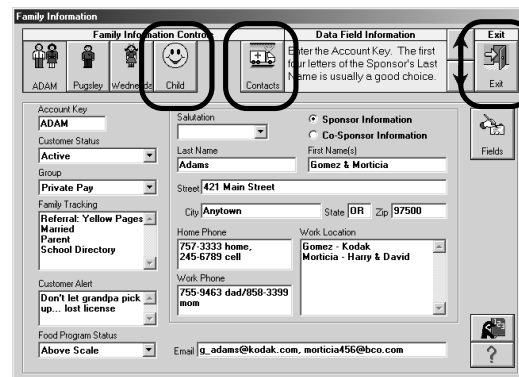 Family Information
Family Information Controls
Data Field Information
Exit
ADAM
Pugsley
Wednesda
Child
Contacts
Enter the Account Key. The first
four letters of the Sponsor's Last
Name is usually a good choice.
Exit
Account Key
ADAM
Customer Status
Active
Group
Private Pay
Family Tracking
Referral: Yellow Pages
Married
Parent
School Directory
Customer Alert
Don't let grandpa pick
up... lost license
Food Program Status
Above Scale
Salutation
Sponsor Information
Co-Sponsor Information
Last Name
Adams
First Name(s)
Gomez & Morticia
Street 421 Main Street
City Anytown State OR Zip 97500
Home Phone
757-3333 home,
245-6789 cell
Work Phone
755-9463 dad/858-3399
mom
Work Location
Gomez - Kodak
Morticia - Harry & David
Email g_adams@kodak.com, morticia456@bco.com
Fields
?